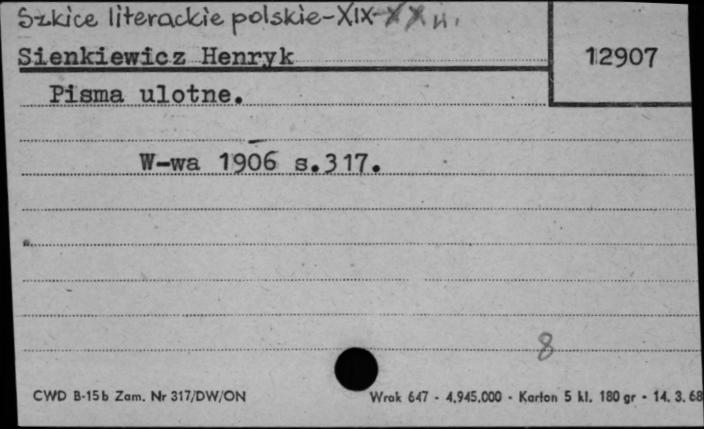 Szkice literackie polskie-XIX-XX w.
Sienkiewicz Henryk
12907
Pisma ulotne.
W-wa 1906 s.317.
8
CWD B-15b Zam. Nr 317/DW/ON
Wrak 647 - 4.945.000 - Karton 5 kl. 180 gr - 14. 3. 68